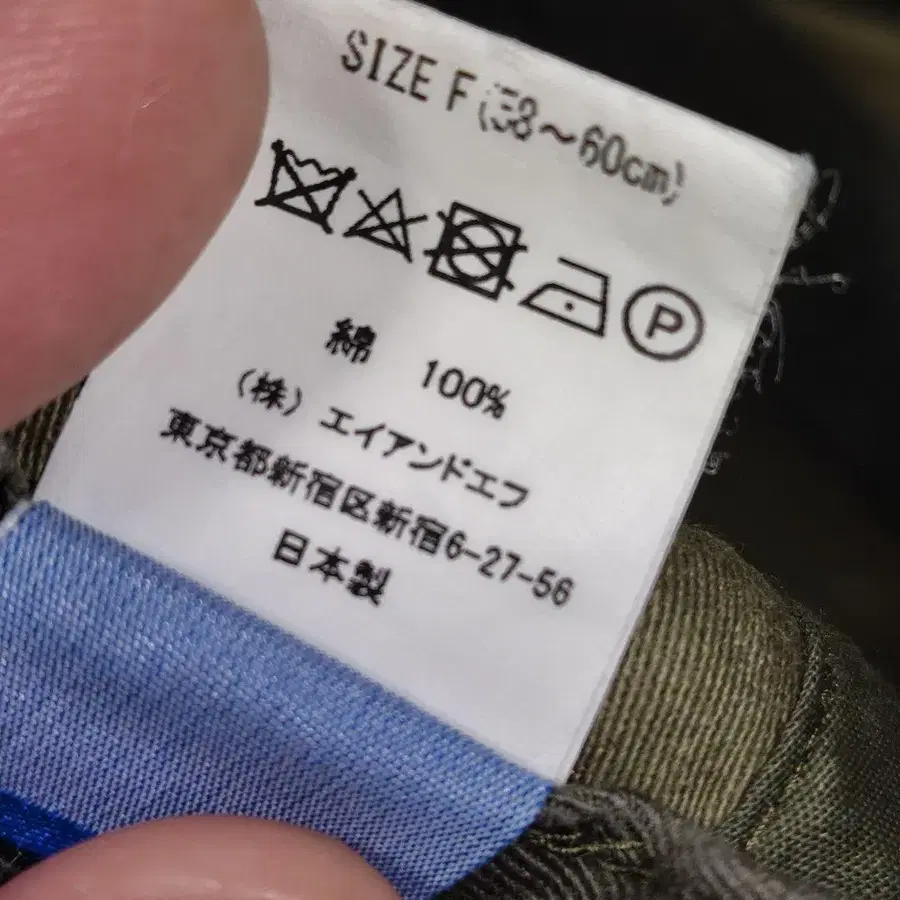 SIZE F (58～60cm)
P
綿 100%
(株) エイアンドエフ
東京都新宿区新宿6-27-56
日本製